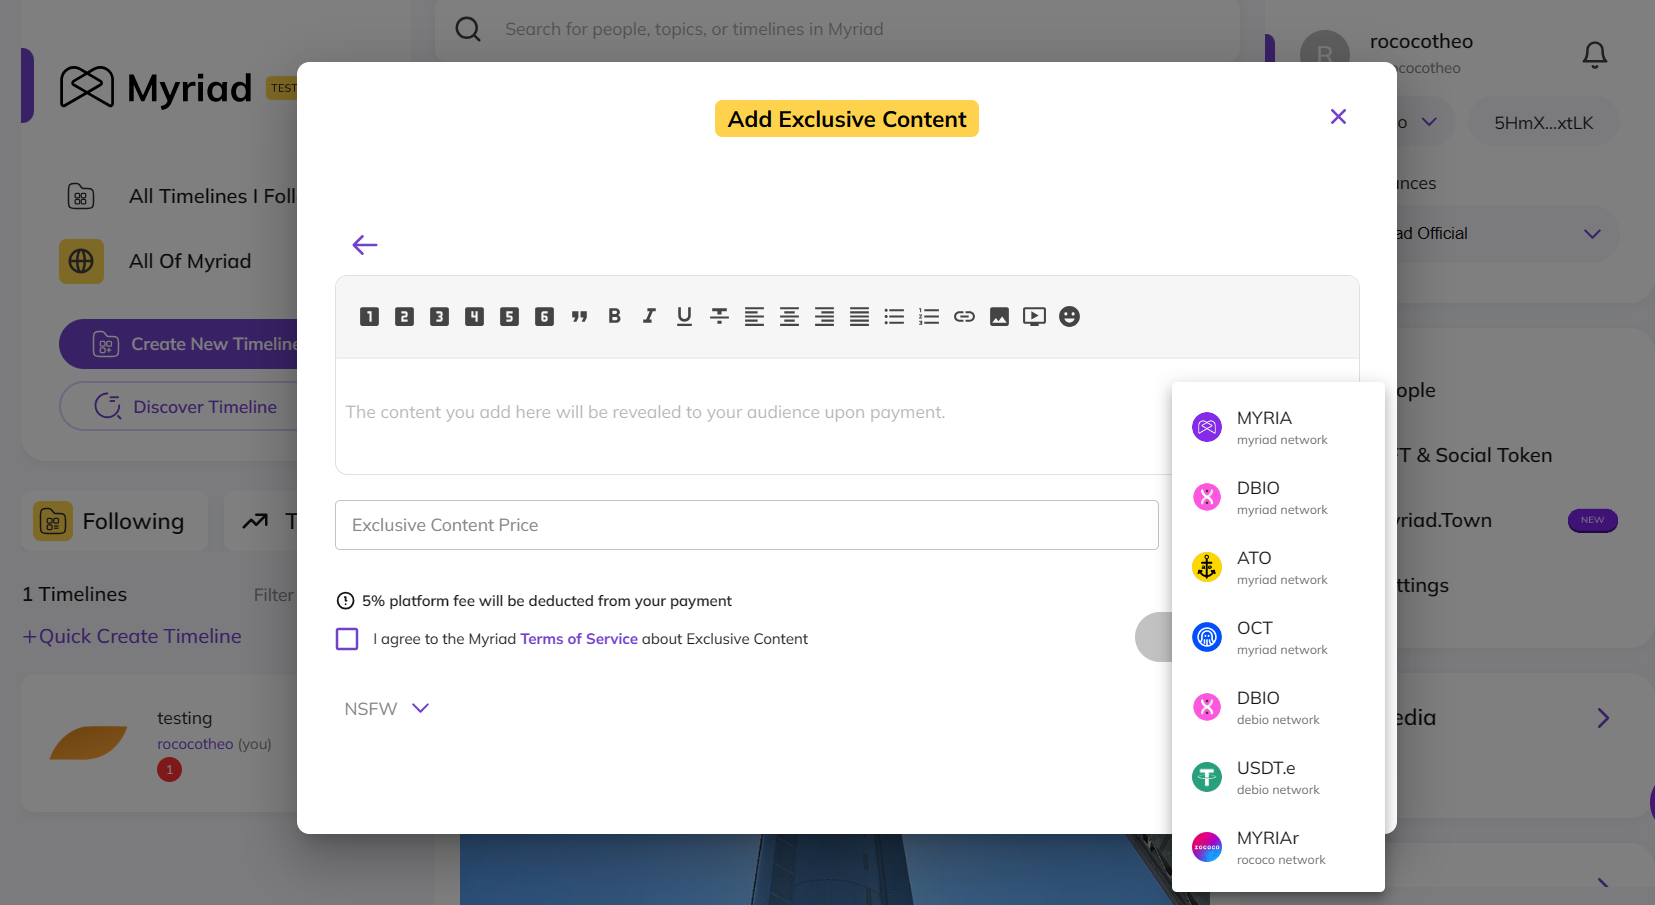 Search for people, topics, or timelines in Myriad
Myriad
TEST
All Timelines I Foll
All Of Myriad
Create New Timeline
Discover Timeline
Following
T
1 Timelines
Filter
+Quick Create Timeline
testing
rococotheo (you)
1
Add Exclusive Content
1 2 3 4 5 6 B I U
The content you add here will be revealed to your audience upon payment.
Exclusive Content Price
5% platform fee will be deducted from your payment
I agree to the Myriad Terms of Service about Exclusive Content
NSFW
MYRIA
myriad network
DBIO
myriad network
ATO
myriad network
OCT
myriad network
DBIO
debio network
USDT.e
debio network
MYRIAr
rococo network
R
rococotheo
cocotheo
o
5HmX...xtLK
nces
ad Official
ople
FT & Social Token
riad.Town
NEW
ttings
edia